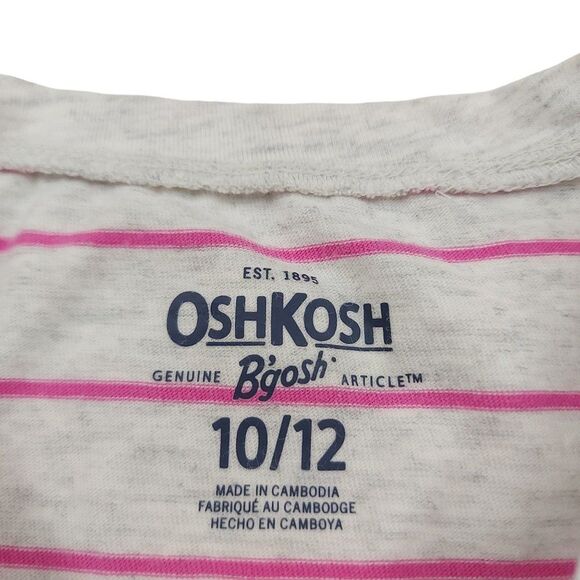 EST. 1895
OSHKOSH
GENUINE B'gosh ARTICLE™
10/12
MADE IN CAMBODIA
FABRIQUÉ AU CAMBODGE
HECHO EN CAMBOYA